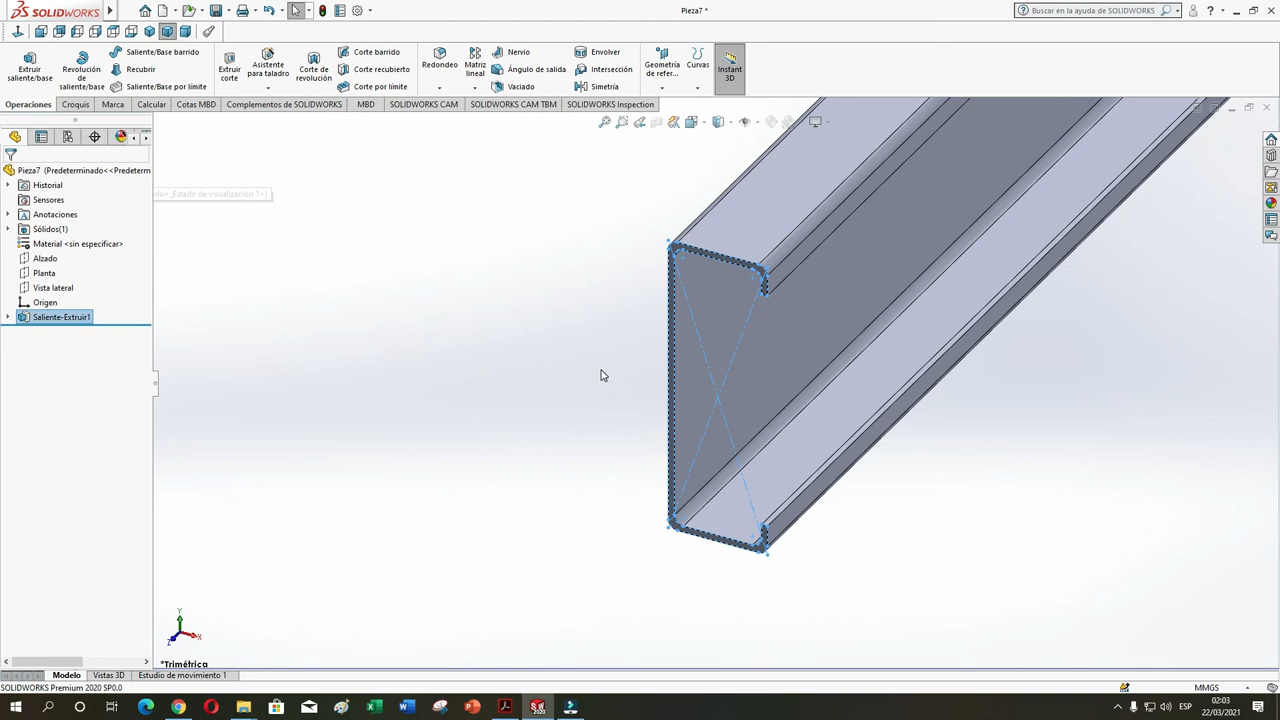 SOLIDWORKS
Pieza7 *
Buscar en la ayuda de SOLIDWORKS
Extruir saliente/base
Revolución de saliente/base
Saliente/Base barrido
Recubrir
Saliente/Base por límite
Extruir corte
Asistente para taladro
Corte de revolución
Corte barrido
Corte recubierto
Corte por límite
Redondeo
Matriz lineal
Nervio
Ángulo de salida
Vaciado
Envolver
Intersección
Simetría
Geometría de refer...
Curvas
Instant 3D
Operaciones
Croquis
Marca
Calcular
Cotas MBD
Complementos de SOLIDWORKS
MBD
SOLIDWORKS CAM
SOLIDWORKS CAM TBM
SOLIDWORKS Inspection
Pieza7 (Predeterminado<<Predeterm
Historial
do>_Estado de visualización 1>)
Sensores
Anotaciones
Sólidos(1)
Material <sin especificar>
Alzado
Planta
Vista lateral
Origen
Saliente-Extruir1
Y
X
Z
*Trimétrica
Modelo
Vistas 3D
Estudio de movimiento 1
SOLIDWORKS Premium 2020 SP0.0
MMGS
ESP
02:03
22/03/2021